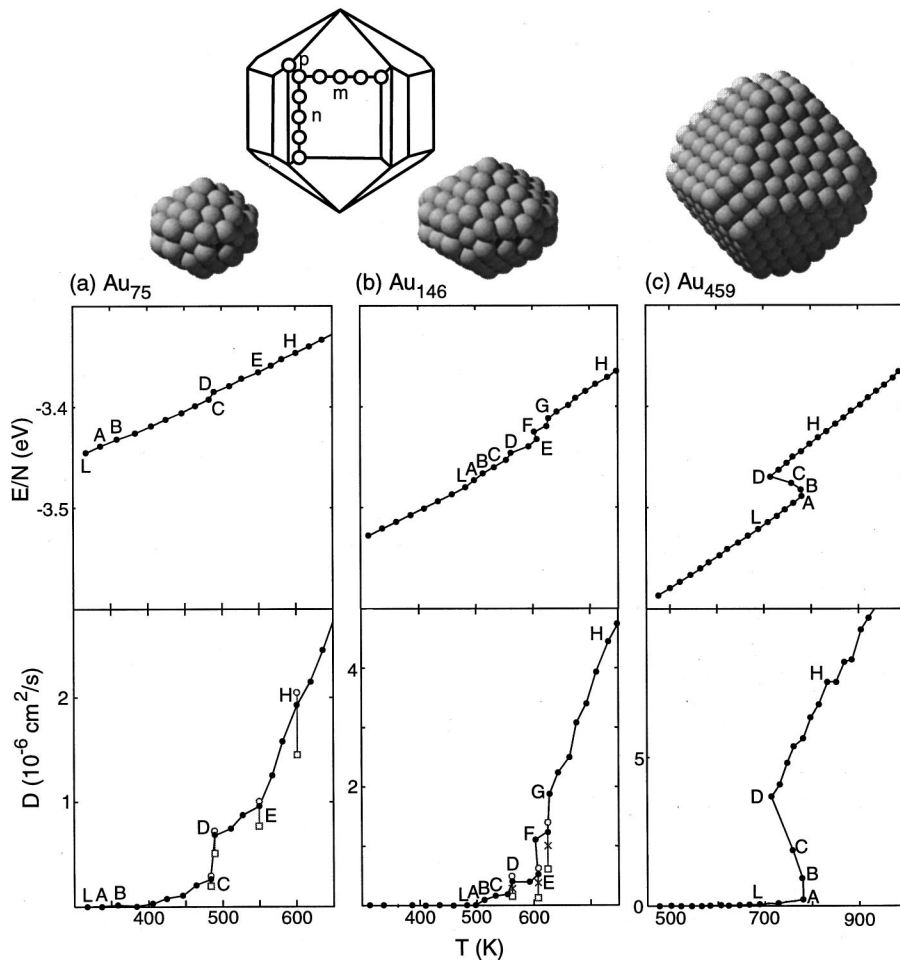 p
m
n
(a) Au75
(b) Au146
(c) Au459
E/N (eV)
-3.4
-3.5
L A B C D E H
L A B C D E F G H
L A B C D H
D (10-6 cm2/s)
2
1
L A B C D E H
4
2
L A B C D E F G H
5
0
L A B C D H
400 500 600
400 500 600 700
500 700 900
T (K)